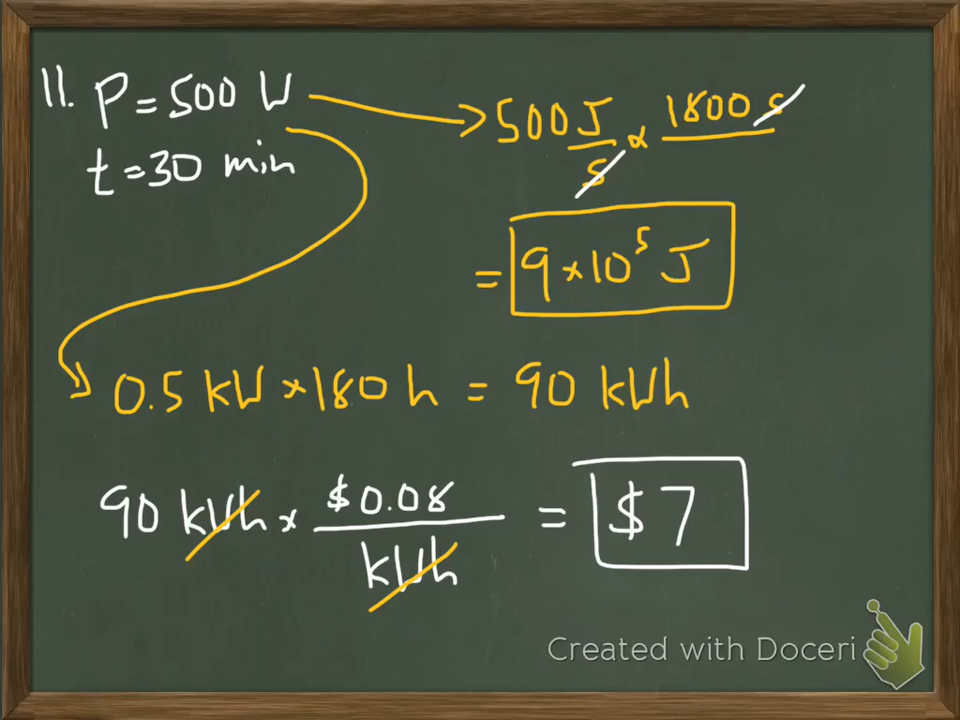 11. P = 500 W
t = 30 min
500 J/s × 1800 s
= 9 × 10⁵ J
0.5 kW × 180 h = 90 kWh
90 kWh × $0.08/kWh = $7
Created with Doceri